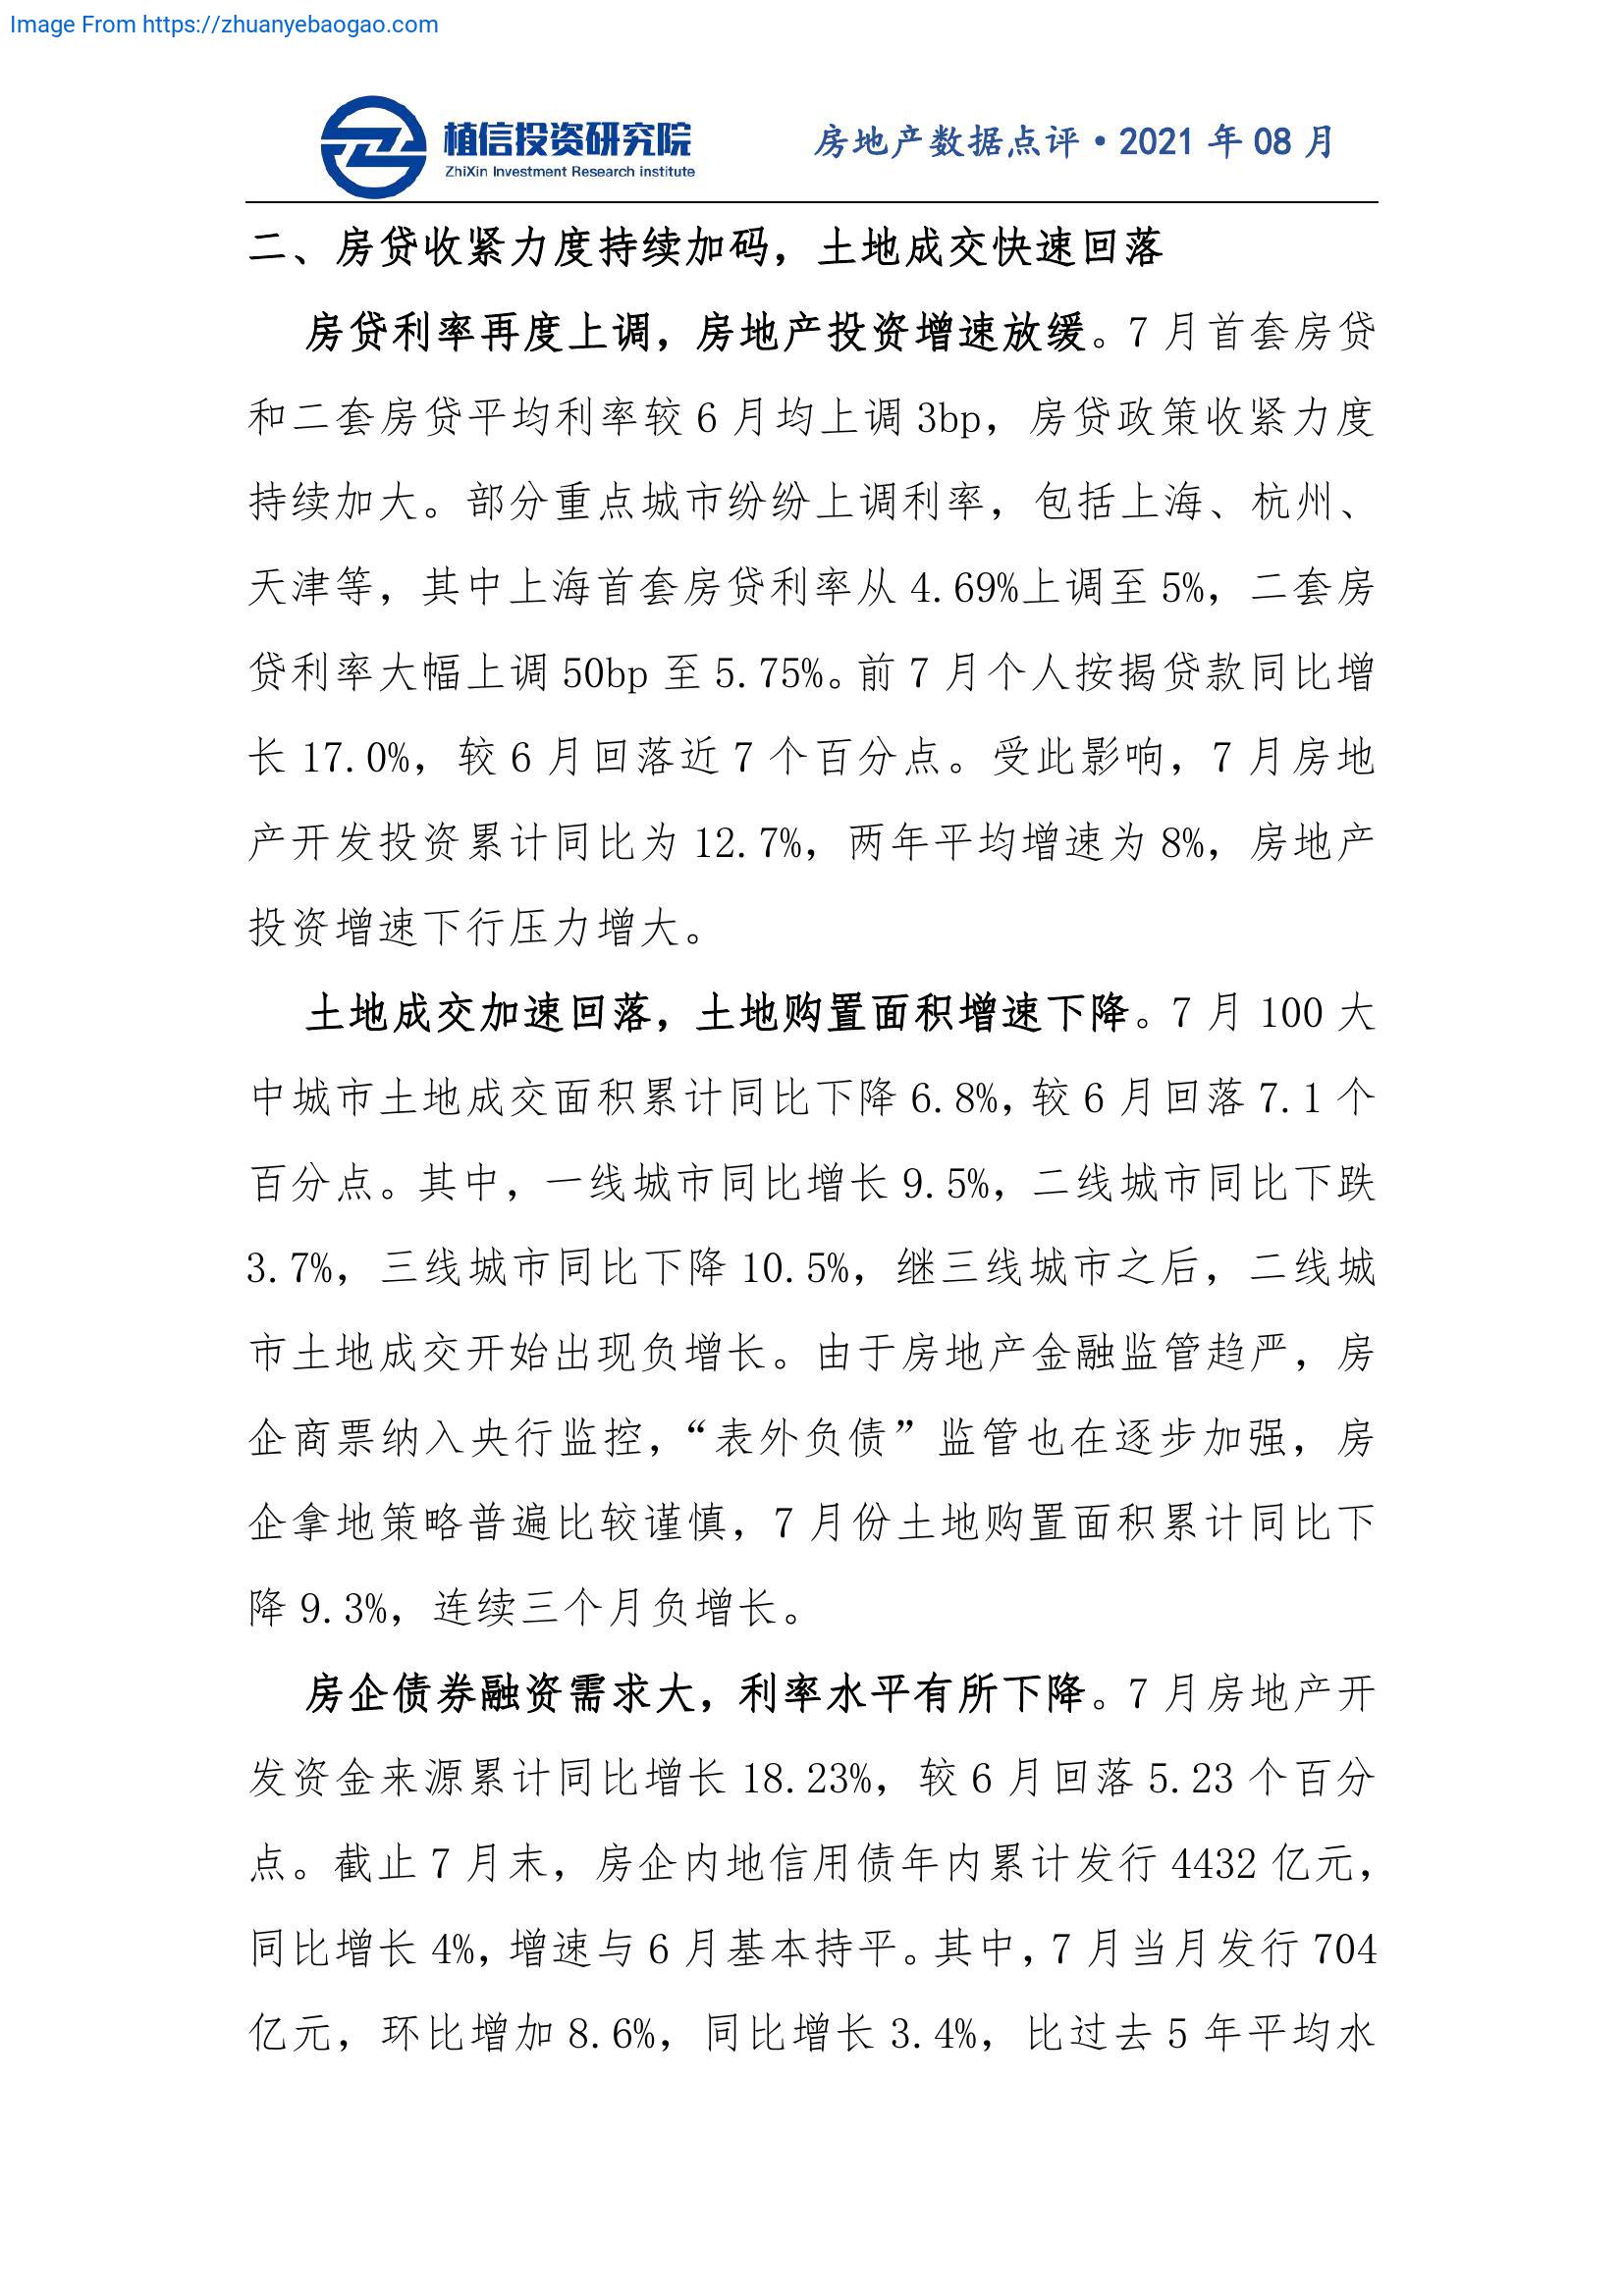 Image From https://zhuanyebaogao.com
植信投资研究院
ZhiXin Investment Research institute
房地产数据点评·2021 年 08 月
二、房贷收紧力度持续加码，土地成交快速回落
房贷利率再度上调，房地产投资增速放缓。7 月首套房贷
和二套房贷平均利率较 6 月均上调 3bp，房贷政策收紧力度
持续加大。部分重点城市纷纷上调利率，包括上海、杭州、
天津等，其中上海首套房贷利率从 4.69%上调至 5%，二套房
贷利率大幅上调 50bp 至 5.75%。前 7 月个人按揭贷款同比增
长 17.0%，较 6 月回落近 7 个百分点。受此影响，7 月房地
产开发投资累计同比为 12.7%，两年平均增速为 8%，房地产
投资增速下行压力增大。
土地成交加速回落，土地购置面积增速下降。7 月 100 大
中城市土地成交面积累计同比下降 6.8%，较 6 月回落 7.1 个
百分点。其中，一线城市同比增长 9.5%，二线城市同比下跌
3.7%，三线城市同比下降 10.5%，继三线城市之后，二线城
市土地成交开始出现负增长。由于房地产金融监管趋严，房
企商票纳入央行监控，“表外负债”监管也在逐步加强，房
企拿地策略普遍比较谨慎，7 月份土地购置面积累计同比下
降 9.3%，连续三个月负增长。
房企债券融资需求大，利率水平有所下降。7 月房地产开
发资金来源累计同比增长 18.23%，较 6 月回落 5.23 个百分
点。截止 7 月末，房企内地信用债年内累计发行 4432 亿元，
同比增长 4%，增速与 6 月基本持平。其中，7 月当月发行 704
亿元，环比增加 8.6%，同比增长 3.4%，比过去 5 年平均水